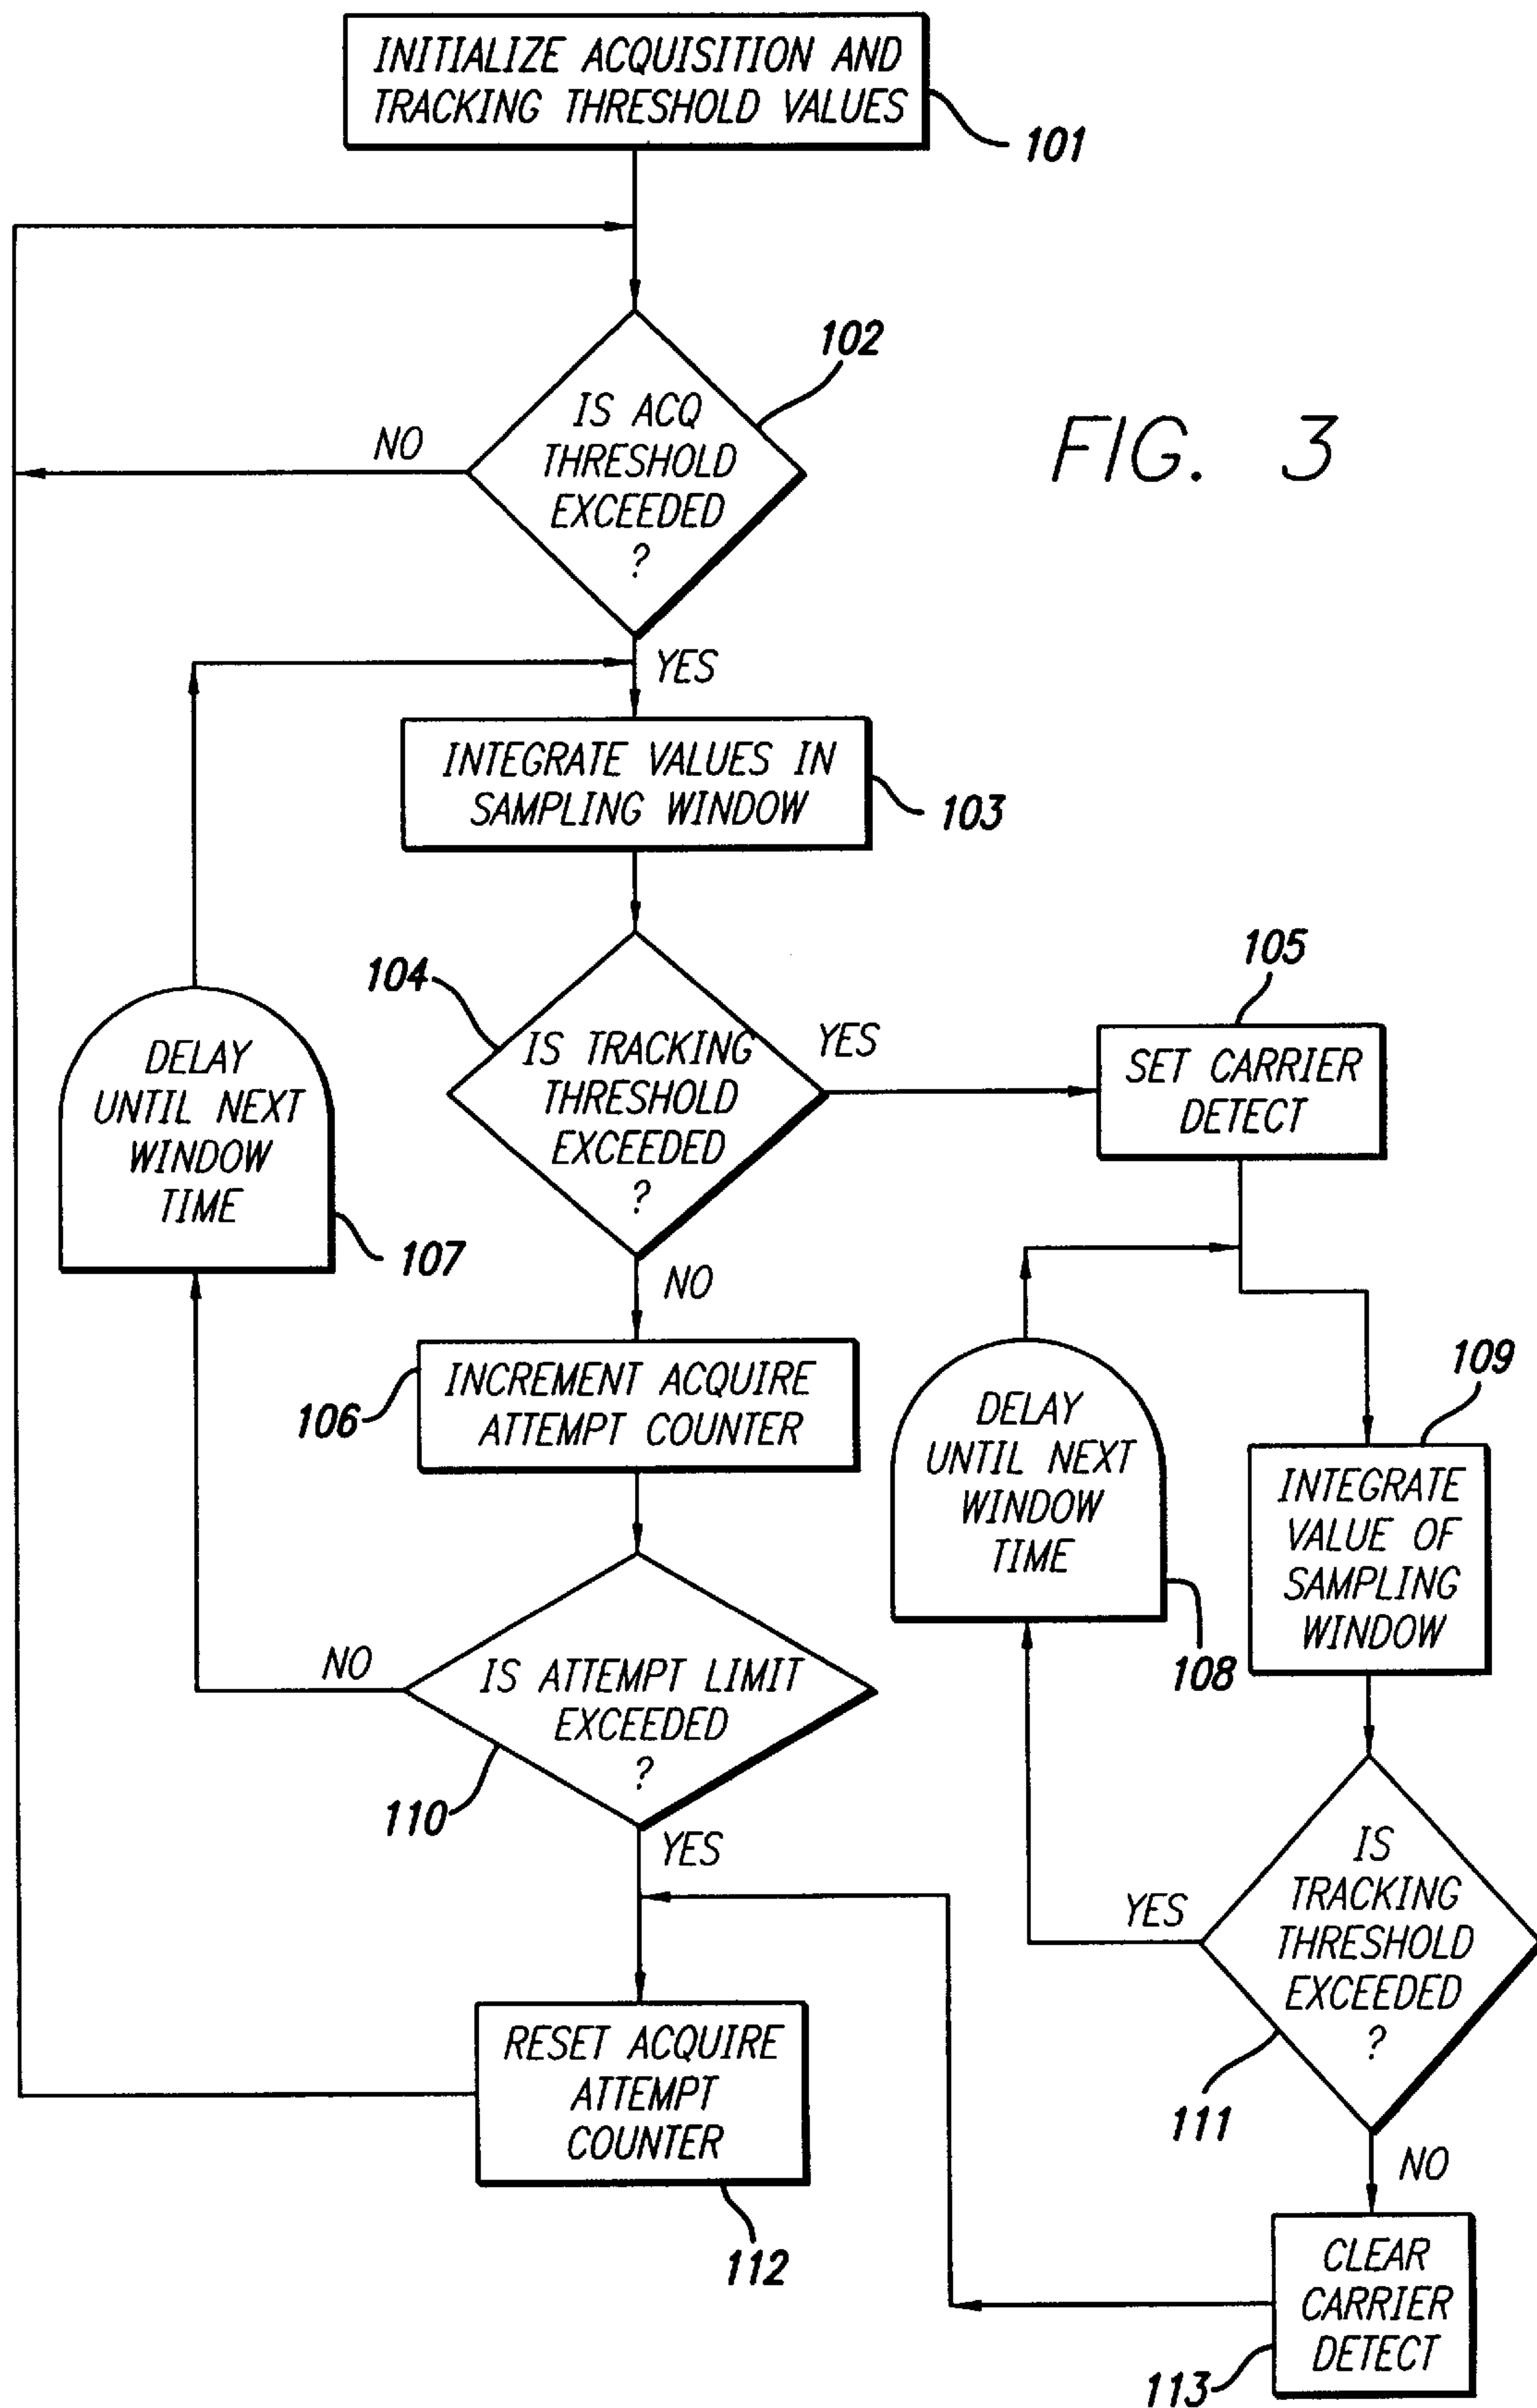 INITIALIZE ACQUISITION AND
TRACKING THRESHOLD VALUES
101
102
IS ACQ
THRESHOLD
EXCEEDED
?
NO
FIG. 3
YES
INTEGRATE VALUES IN
SAMPLING WINDOW
103
104
IS TRACKING
THRESHOLD
EXCEEDED
?
YES
105
SET CARRIER
DETECT
DELAY
UNTIL NEXT
WINDOW
TIME
107
NO
INCREMENT ACQUIRE
ATTEMPT COUNTER
106
DELAY
UNTIL NEXT
WINDOW
TIME
108
109
INTEGRATE
VALUE OF
SAMPLING
WINDOW
NO
IS ATTEMPT LIMIT
EXCEEDED
?
110
YES
YES
IS
TRACKING
THRESHOLD
EXCEEDED
?
111
NO
RESET ACQUIRE
ATTEMPT
COUNTER
112
CLEAR
CARRIER
DETECT
113